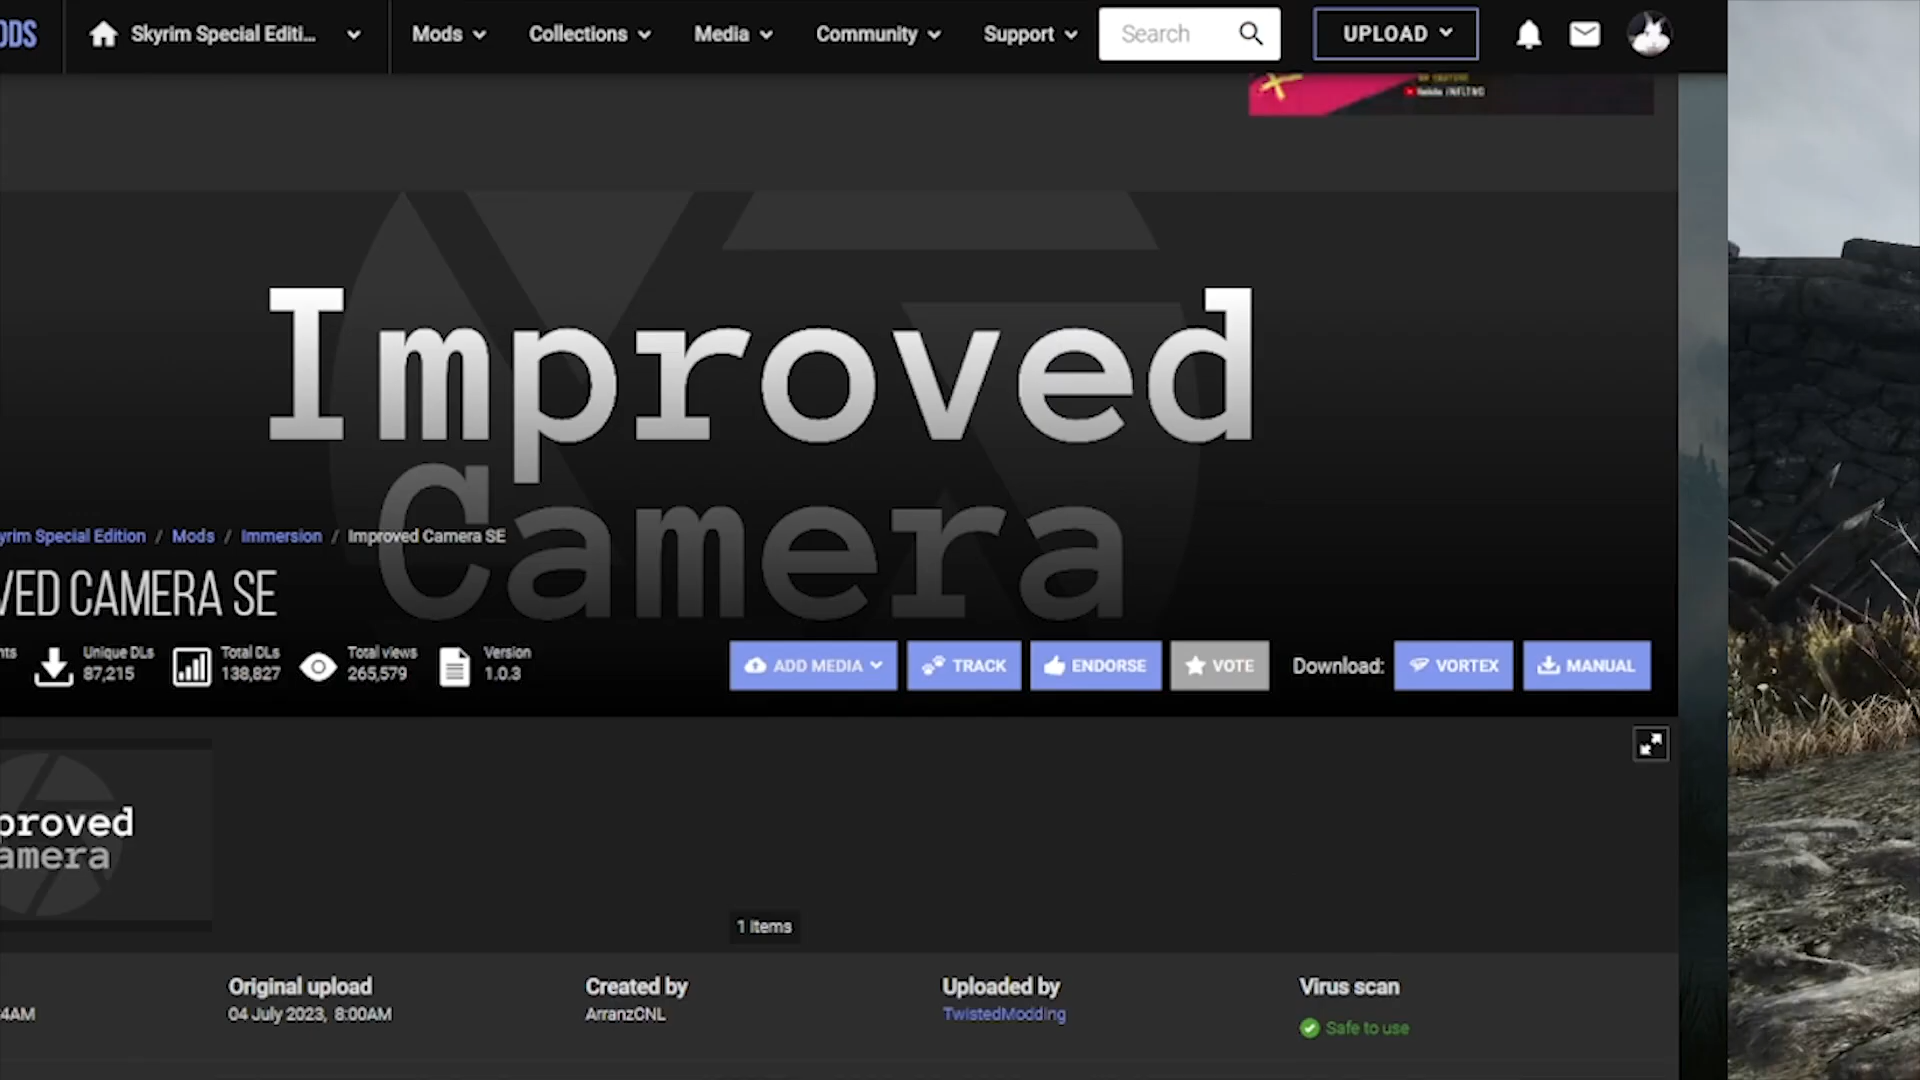 ODS Skyrim Special Editi... Mods Collections Media Community Support Search UPLOAD
Improved
Camera
yrim Special Edition / Mods / Immersion / Improved Camera SE
VED CAMERA SE
nts
Unique DLs
87,215
Total DLs
138,827
Total views
265,579
Version
1.0.3
ADD MEDIA TRACK ENDORSE VOTE Download: VORTEX MANUAL
proved
amera
1 items
Original upload
04 July 2023, 8:00AM
Created by
ArranzCNL
Uploaded by
TwistedModding
Virus scan
Safe to use
4AM